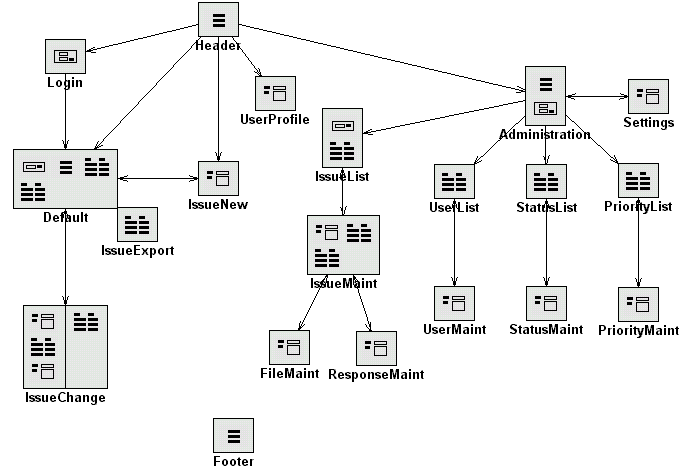 Header
Login
UserProfile
Settings
Administration
IssueList
IssueNew
UserList
StatusList
PriorityList
Default
IssueExport
IssueMaint
UserMaint
StatusMaint
PriorityMaint
FileMaint
ResponseMaint
IssueChange
Footer